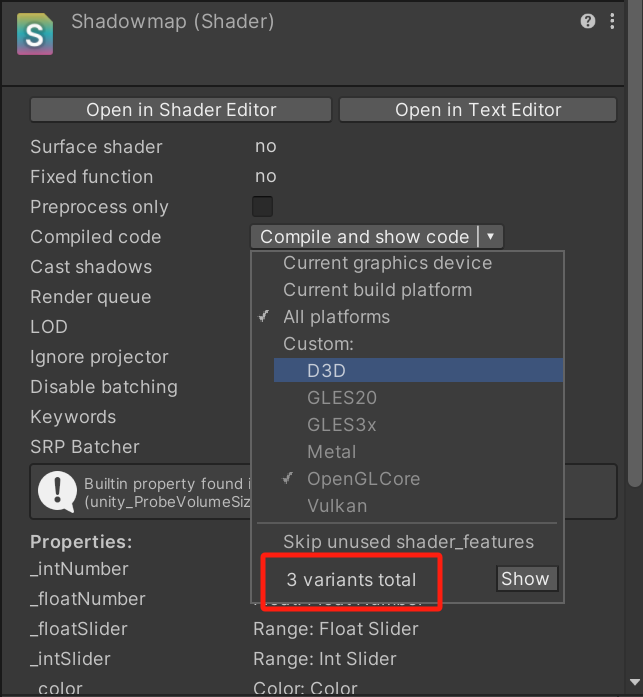 Shadowmap (Shader)
Open in Shader Editor
Open in Text Editor
Surface shader no
Fixed function no
Preprocess only
Compiled code Compile and show code
Cast shadows
Render queue
LOD
Ignore projector
Disable batching
Keywords
SRP Batcher
Current graphics device
Current build platform
All platforms
Custom:
D3D
GLES20
GLES3x
Metal
OpenGLCore
Vulkan
Skip unused shader_features
3 variants total Show
Builtin property found i
(unity_ProbeVolumeSiz
Properties:
_intNumber
_floatNumber
_floatSlider Range: Float Slider
_intSlider Range: Int Slider
_color Color: Color